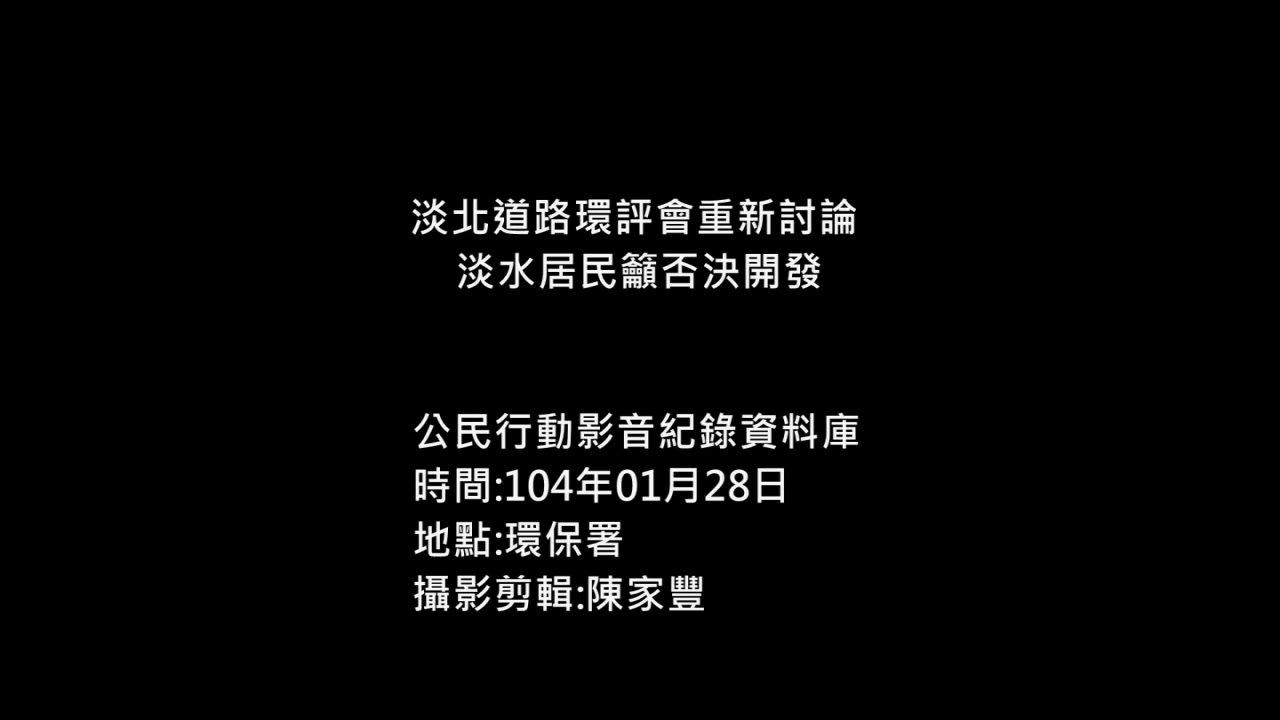 淡北道路環評會重新討論
淡水居民籲否決開發
公民行動影音紀錄資料庫
時間:104年01月28日
地點:環保署
攝影剪輯:陳家豐